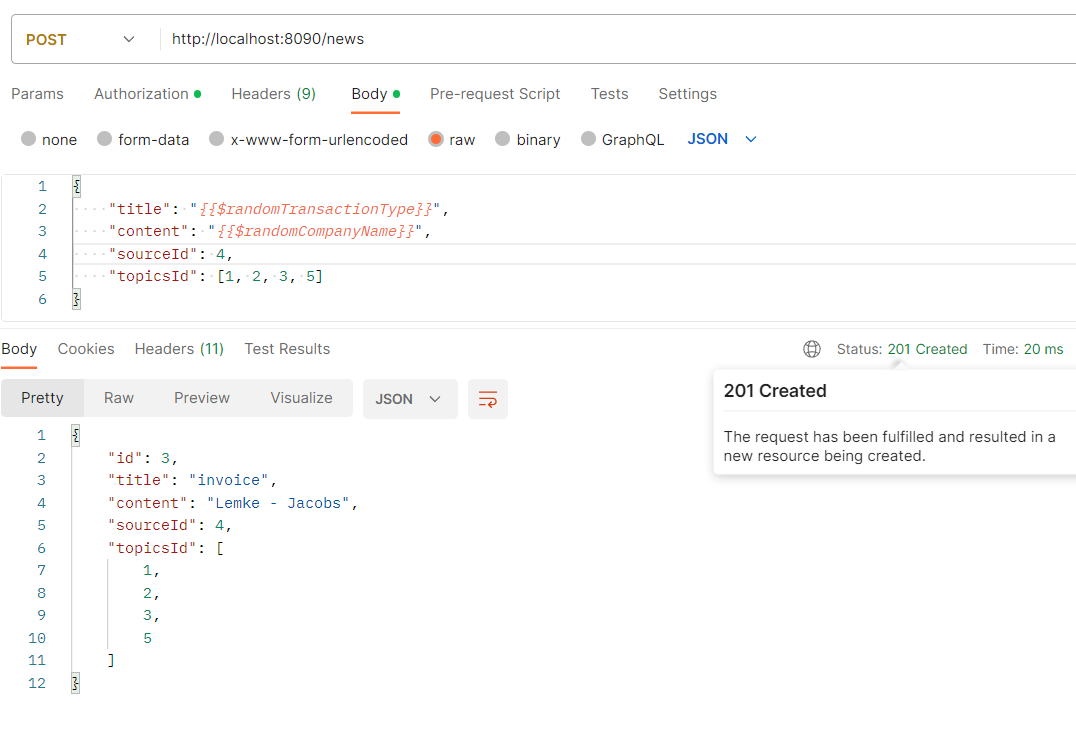 POST http://localhost:8090/news
Params Authorization Headers (9) Body Pre-request Script Tests Settings
none form-data x-www-form-urlencoded raw binary GraphQL JSON
1 {
2 "title": "{{$randomTransactionType}}",
3 "content": "{{$randomCompanyName}}",
4 "sourceId": 4,
5 "topicsId": [1, 2, 3, 5]
6 }
Body Cookies Headers (11) Test Results Status: 201 Created Time: 20 ms
Pretty Raw Preview Visualize JSON
201 Created
The request has been fulfilled and resulted in a
new resource being created.
1 {
2 "id": 3,
3 "title": "invoice",
4 "content": "Lemke - Jacobs",
5 "sourceId": 4,
6 "topicsId": [
7 1,
8 2,
9 3,
10 5
11 ]
12 }